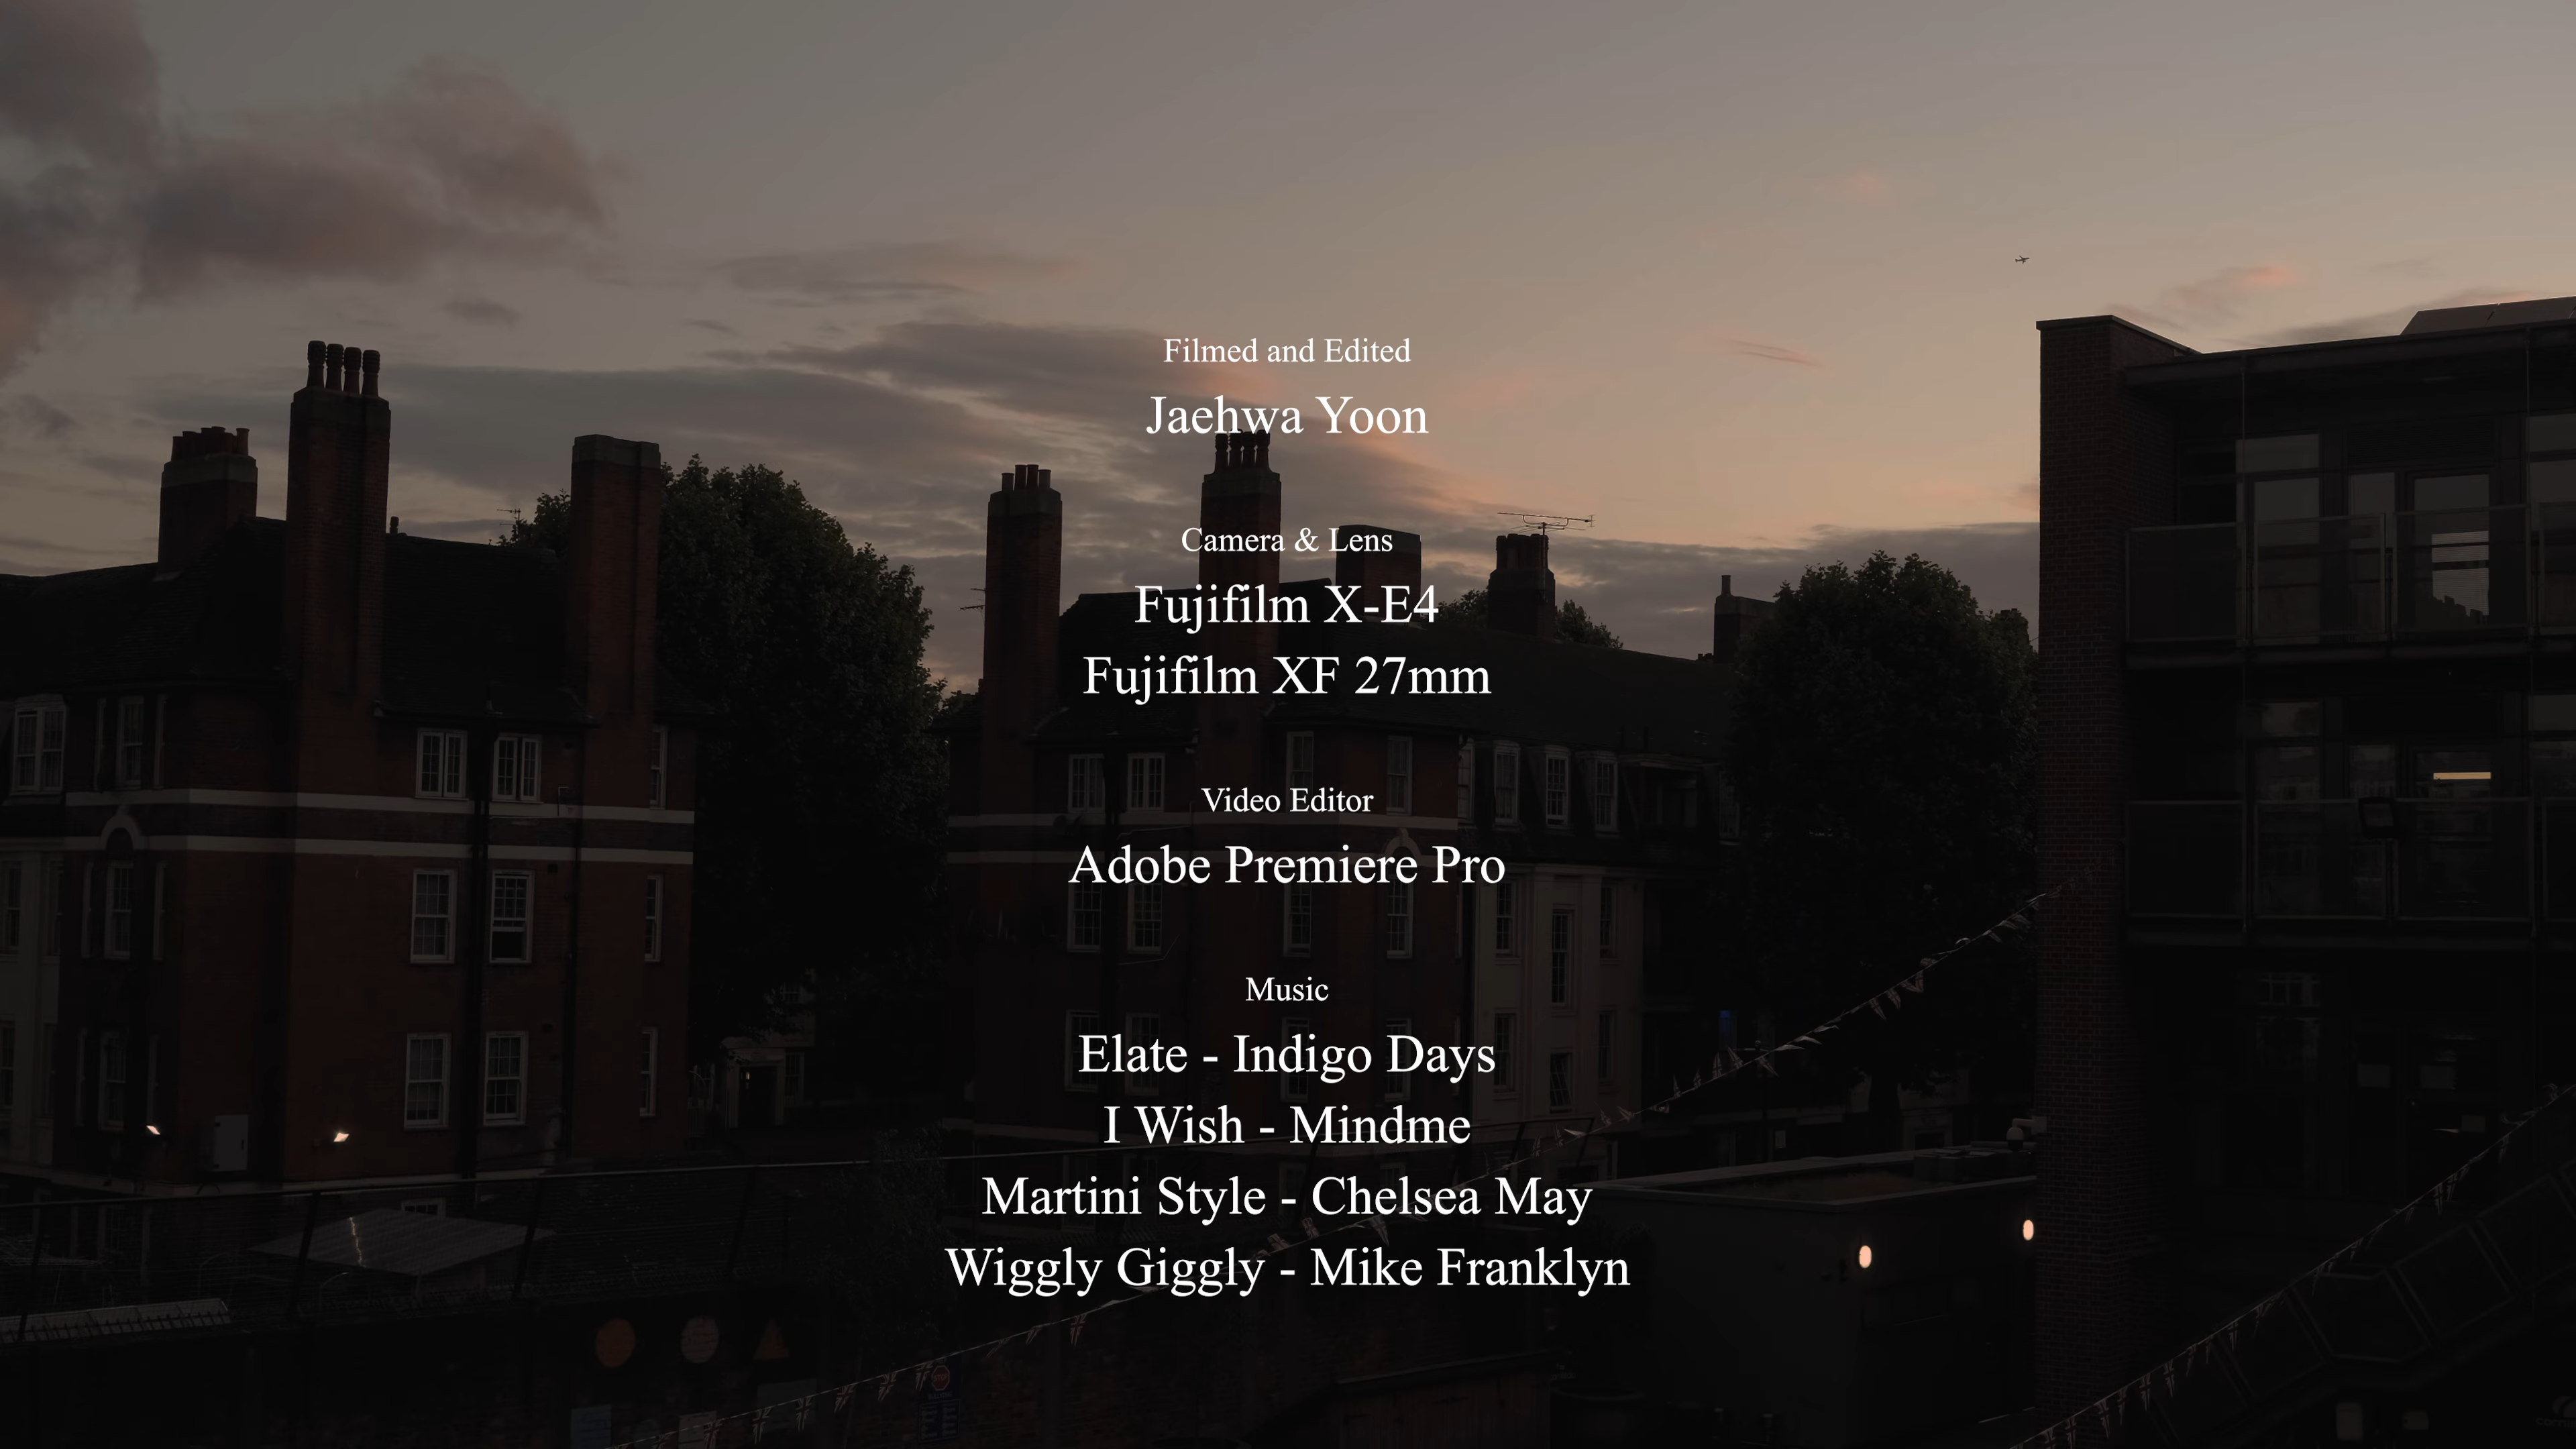 Filmed and Edited
Jaehwa Yoon
Camera & Lens
Fujifilm X-E4
Fujifilm XF 27mm
Video Editor
Adobe Premiere Pro
Music
Elate - Indigo Days
I Wish - Mindme
Martini Style - Chelsea May
Wiggly Giggly - Mike Franklyn